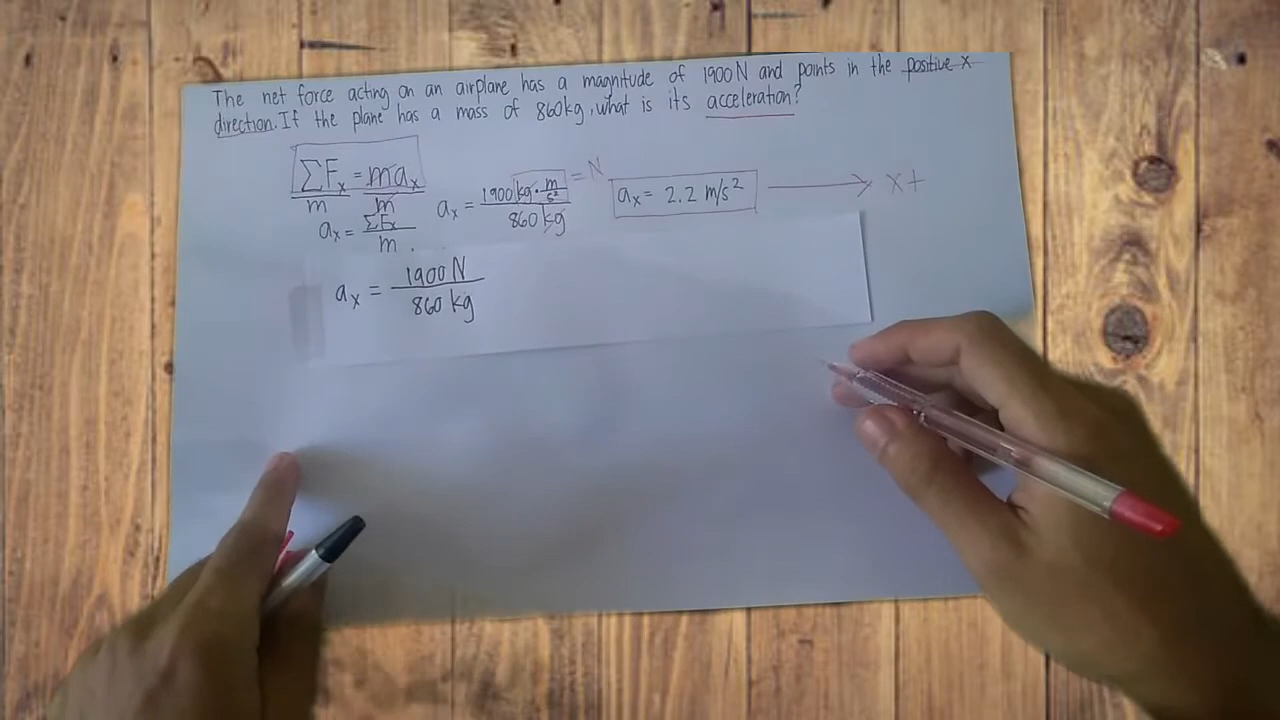 The net force acting on an airplane has a magnitude of 1900 N and points in the positive x
direction. If the plane has a mass of 860kg, what is its acceleration?
ΣFx = max
m m
ax = ΣFx / m
ax = 1900 N / 860 kg
ax = 1900 kg · m/s² / 860 kg
= N
ax = 2.2 m/s² → x+